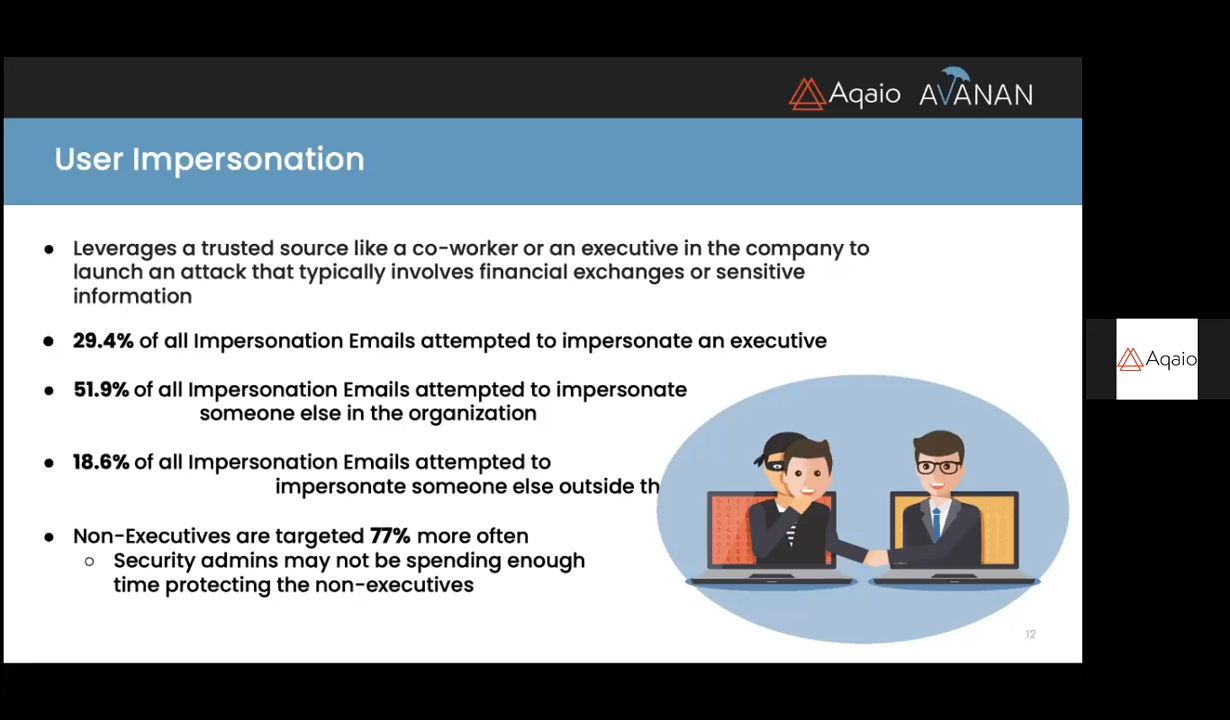 Aqaio AVANAN
User Impersonation
● Leverages a trusted source like a co-worker or an executive in the company to
launch an attack that typically involves financial exchanges or sensitive
information
● 29.4% of all Impersonation Emails attempted to impersonate an executive
● 51.9% of all Impersonation Emails attempted to impersonate
someone else in the organization
● 18.6% of all Impersonation Emails attempted to
impersonate someone else outside th
● Non-Executives are targeted 77% more often
○ Security admins may not be spending enough
time protecting the non-executives
12
Aqaio